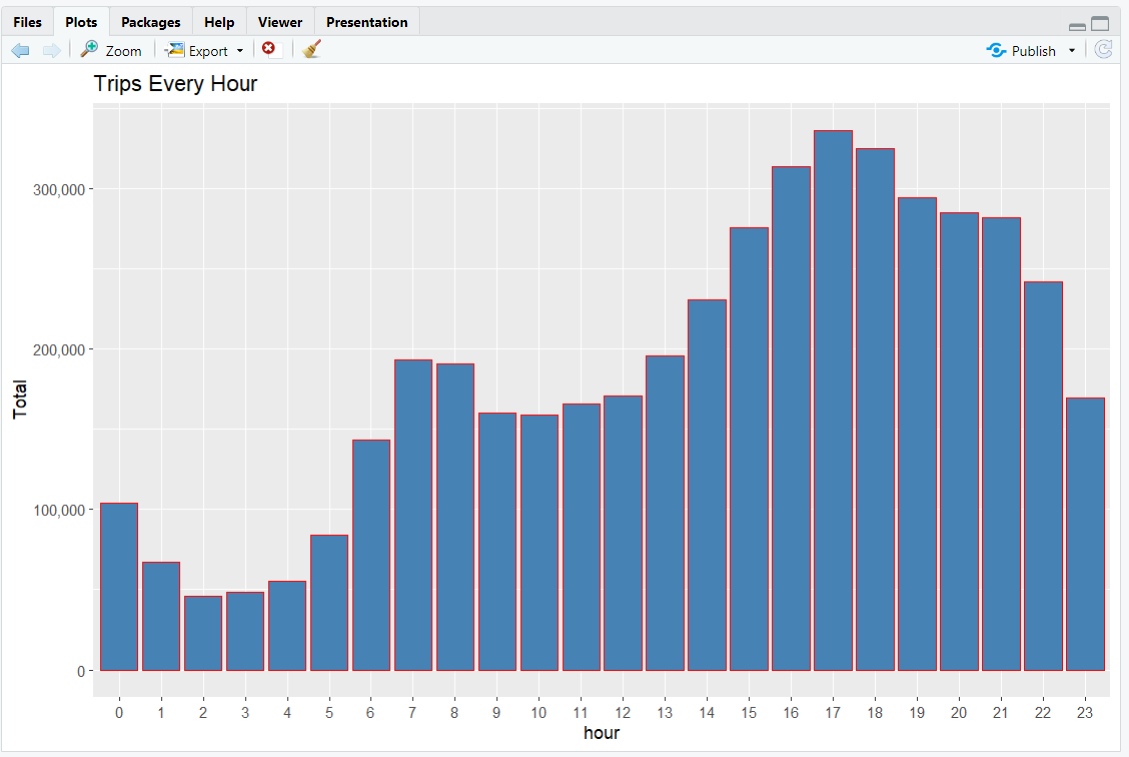 Files Plots Packages Help Viewer Presentation
Zoom Export Publish
Trips Every Hour
300,000
200,000
100,000
0
Total
0 1 2 3 4 5 6 7 8 9 10 11 12 13 14 15 16 17 18 19 20 21 22 23
hour